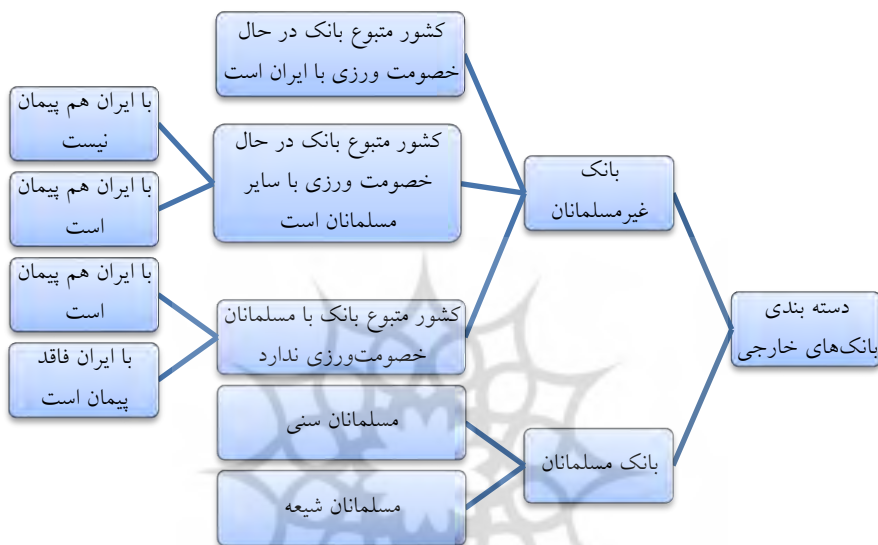 دسته بندی
بانک‌های خارجی
بانک
غیرمسلمانان
کشور متبوع بانک در حال
خصومت ورزی با ایران است
کشور متبوع بانک در حال
خصومت ورزی با سایر
مسلمانان است
با ایران هم پیمان
نیست
با ایران هم پیمان
است
کشور متبوع بانک با مسلمانان
خصومت‌ورزی ندارد
با ایران هم پیمان
است
با ایران فاقد
پیمان است
بانک مسلمانان
مسلمانان سنی
مسلمانان شیعه